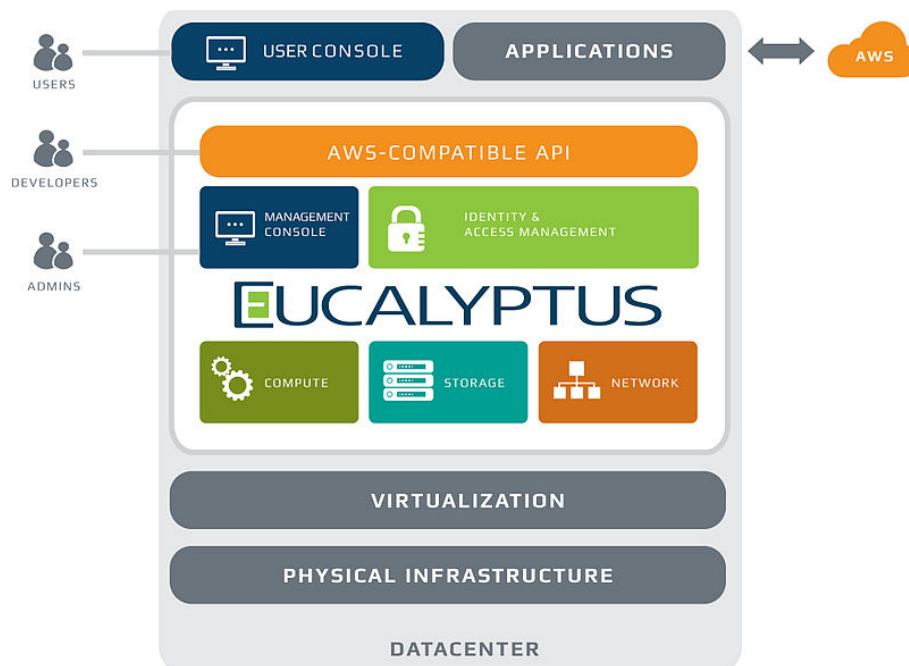 USER CONSOLE
APPLICATIONS
AWS
USERS
AWS-COMPATIBLE API
DEVELOPERS
MANAGEMENT
CONSOLE
IDENTITY &
ACCESS MANAGEMENT
ADMINS
EUCALYPTUS
COMPUTE
STORAGE
NETWORK
VIRTUALIZATION
PHYSICAL INFRASTRUCTURE
DATACENTER